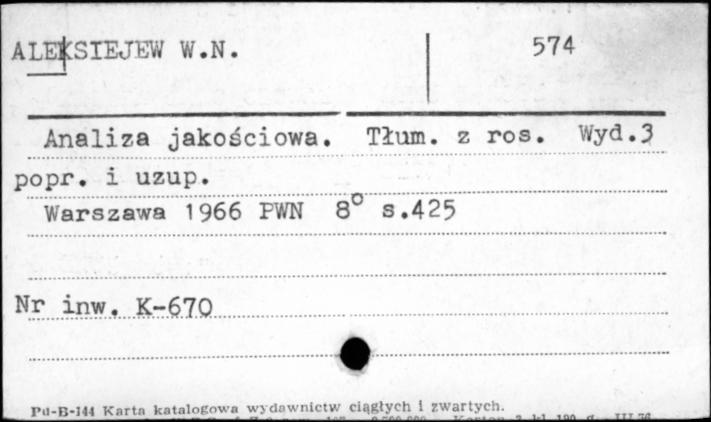 ALEKSIEJEW W.N. 574
Analiza jakościowa. Tłum. z ros. Wyd.3
popr. i uzup.
Warszawa 1966 PWN 8° s.425
Nr inw. K-670
Pu-B-144 Karta katalogowa wydawnictw ciągłych i zwartych.